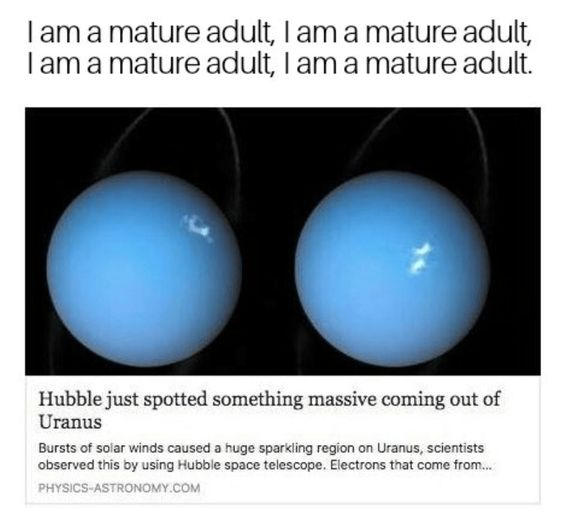 I am a mature adult, I am a mature adult,
I am a mature adult, I am a mature adult.
Hubble just spotted something massive coming out of
Uranus
Bursts of solar winds caused a huge sparkling region on Uranus, scientists
observed this by using Hubble space telescope. Electrons that come from...
PHYSICS-ASTRONOMY.COM